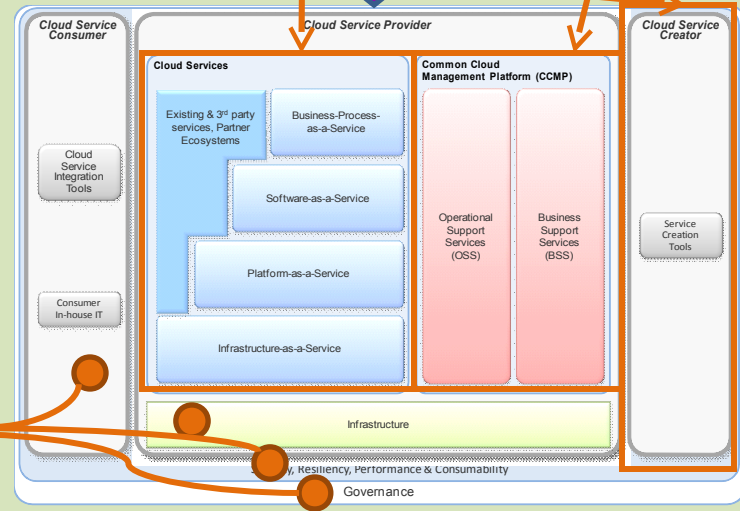 Cloud Service
Consumer
Cloud Service Provider
Cloud Service
Creator
Cloud Services
Common Cloud
Management Platform (CCMP)
Existing & 3rd party
services, Partner
Ecosystems
Business-Process-
as-a-Service
Cloud
Service
Integration
Tools
Software-as-a-Service
Operational
Support
Services
(OSS)
Business
Support
Services
(BSS)
Service
Creation
Tools
Platform-as-a-Service
Consumer
In-house IT
Infrastructure-as-a-Service
Infrastructure
Resiliency, Performance & Consumability
Governance